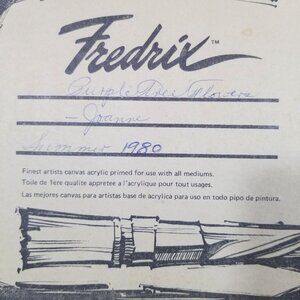 Fredrix™
Purple Tree Flowers
- Joanne
Summer 1980
Finest artists canvas acrylic primed for use with all mediums.
Toile de 1ere qualite appretee a l'acrylique pour tout usages.
Las mejores canvas para artistas base de acrylica para uso en todo pipo de pintura.